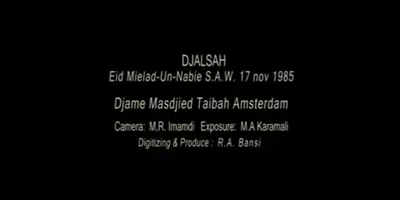 DJALSAH
Eid Mielad-Un-Nabie S.A.W. 17 nov 1985
Djame Masdjied Taibah Amsterdam
Camera: M.R. Imamdi Exposure: M.A Karamali
Digitizing & Produce : R.A. Bansi